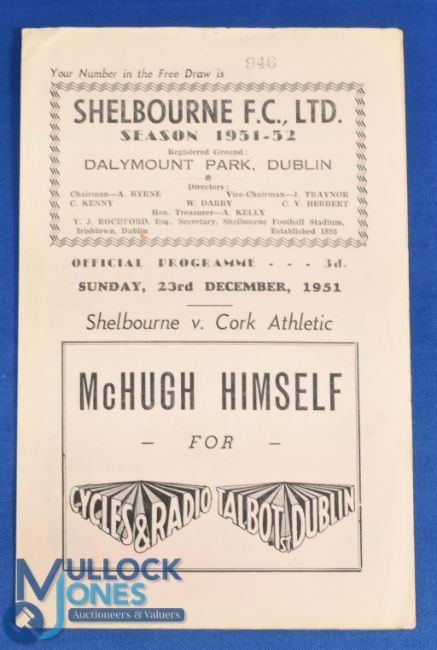 Your Number in the Free Draw is 946
SHELBOURNE F.C., LTD.
SEASON 1951-52
Registered Ground:
DALYMOUNT PARK, DUBLIN
Directors:
Chairman—A. BYRNE Vice-Chairman—J. TRAYNOR
C. KENNY W. DARBY C. V. HERBERT
Hon. Treasurer—A. KELLY
V. J. ROCHFORD, Esq., Secretary, Shelbourne Football Stadium,
Irishtown, Dublin Established 1895
OFFICIAL PROGRAMME - - - 3d.
SUNDAY, 23rd DECEMBER, 1951
Shelbourne v. Cork Athletic
McHUGH HIMSELF
– FOR –
CYCLES & RADIO TALBOT ST DUBLIN
MULLOCK
JONES
Auctioneers & Valuers